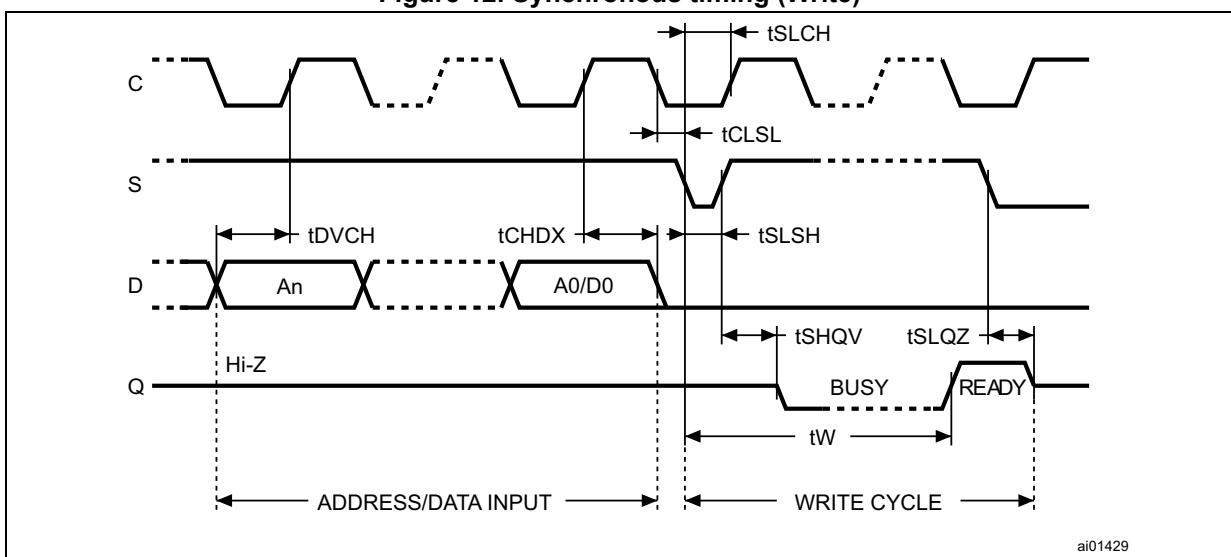 Figure 12. Synchronous timing (Write)
tSLCH
C
tCLSL
S
tDVCH
tCHDX
tSLSH
D
An
A0/D0
tSHQV
tSLQZ
Hi-Z
Q
BUSY
READY
tW
ADDRESS/DATA INPUT
WRITE CYCLE
ai01429